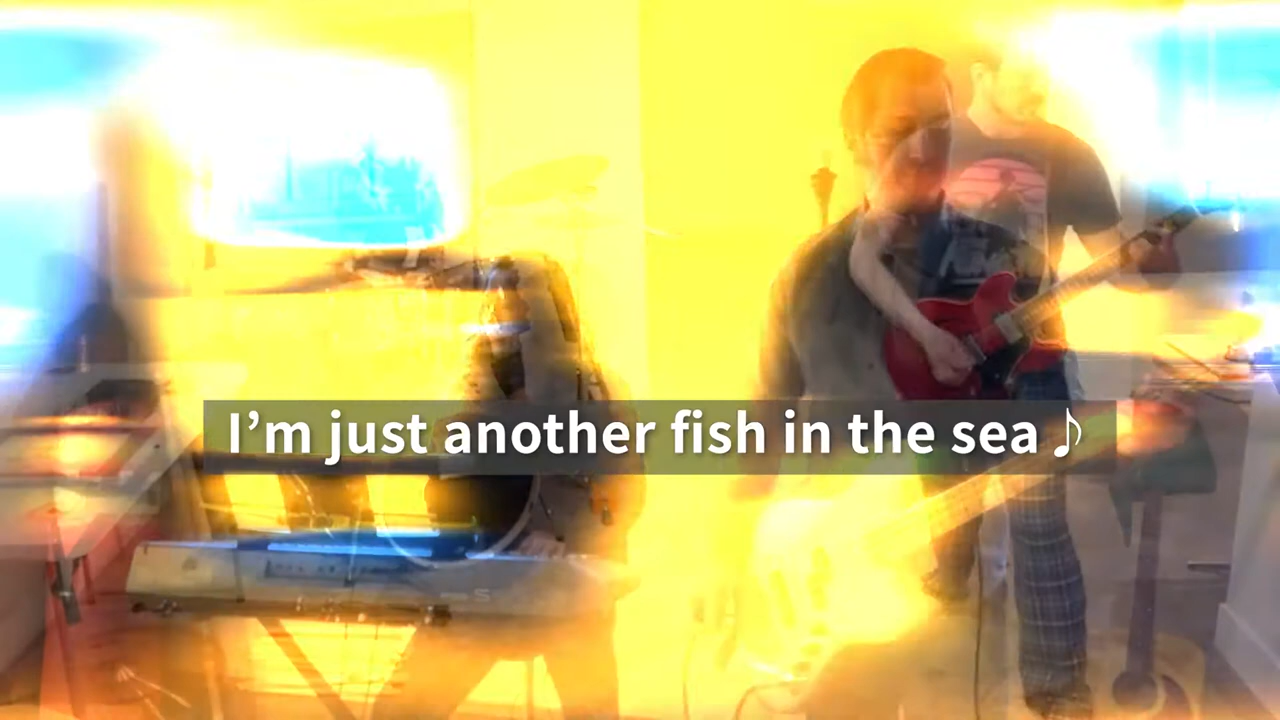 I’m just another fish in the sea ♪